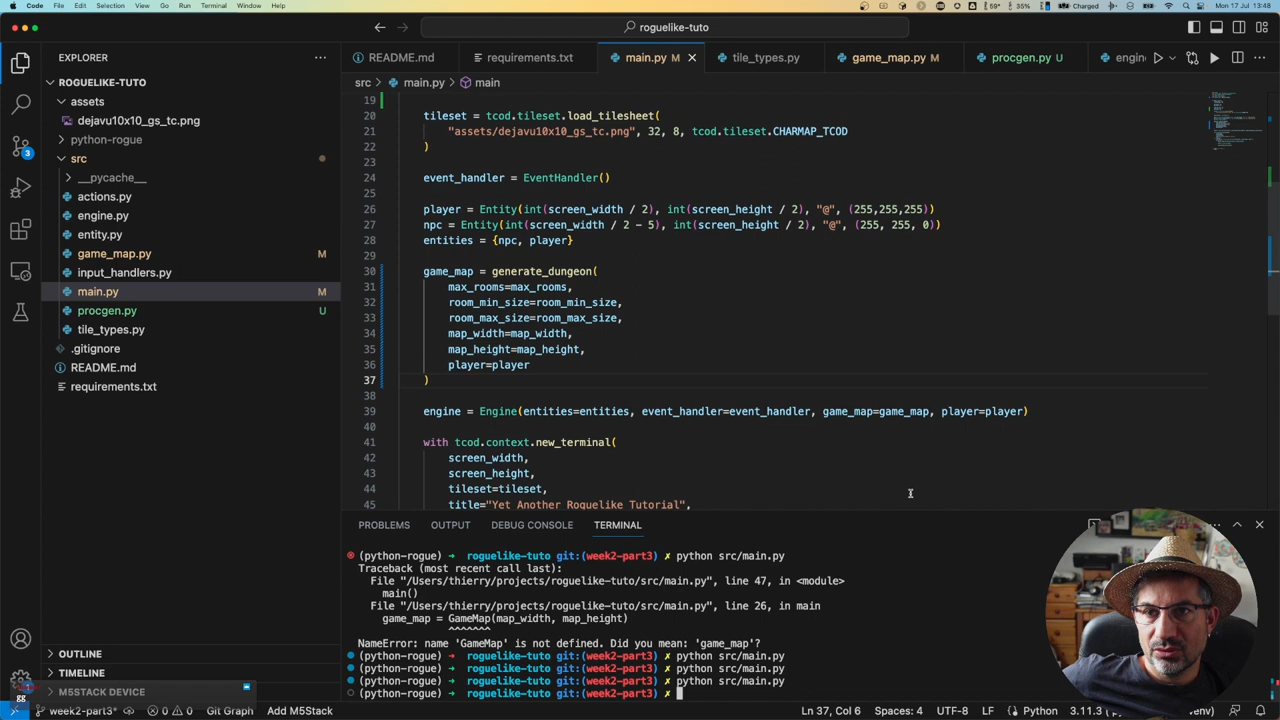 Code File Edit Selection View Go Run Terminal Window Help
59° 35% Charged Mon 17 Jul 13:48
roguelike-tuto
EXPLORER
README.md requirements.txt main.py M tile_types.py game_map.py M procgen.py U engine
ROGUELIKE-TUTO
src > main.py > main
assets
dejavu10x10_gs_tc.png
python-rogue
src
__pycache__
actions.py
engine.py
entity.py
game_map.py M
input_handlers.py
main.py M
procgen.py U
tile_types.py
.gitignore
README.md
requirements.txt
3
OUTLINE
TIMELINE
M5STACK DEVICE
19
20 tileset = tcod.tileset.load_tilesheet(
21 "assets/dejavu10x10_gs_tc.png", 32, 8, tcod.tileset.CHARMAP_TCOD
22 )
23
24 event_handler = EventHandler()
25
26 player = Entity(int(screen_width / 2), int(screen_height / 2), "@", (255,255,255))
27 npc = Entity(int(screen_width / 2 - 5), int(screen_height / 2), "@", (255, 255, 0))
28 entities = {npc, player}
29
30 game_map = generate_dungeon(
31 max_rooms=max_rooms,
32 room_min_size=room_min_size,
33 room_max_size=room_max_size,
34 map_width=map_width,
35 map_height=map_height,
36 player=player
37 )
38
39 engine = Engine(entities=entities, event_handler=event_handler, game_map=game_map, player=player)
40
41 with tcod.context.new_terminal(
42 screen_width,
43 screen_height,
44 tileset=tileset,
45 title="Yet Another Roguelike Tutorial",
PROBLEMS OUTPUT DEBUG CONSOLE TERMINAL
(python-rogue) ➜ roguelike-tuto git:(week2-part3) ✗ python src/main.py
Traceback (most recent call last):
File "/Users/thierry/projects/roguelike-tuto/src/main.py", line 47, in <module>
main()
File "/Users/thierry/projects/roguelike-tuto/src/main.py", line 26, in main
game_map = GameMap(map_width, map_height)
^^^^^^^
NameError: name 'GameMap' is not defined. Did you mean: 'game_map'?
(python-rogue) ➜ roguelike-tuto git:(week2-part3) ✗ python src/main.py
(python-rogue) ➜ roguelike-tuto git:(week2-part3) ✗ python src/main.py
(python-rogue) ➜ roguelike-tuto git:(week2-part3) ✗ python src/main.py
(python-rogue) ➜ roguelike-tuto git:(week2-part3) ✗
week2-part3* 0 0 Git Graph Add M5Stack Ln 37, Col 6 Spaces: 4 UTF-8 LF Python 3.11.3 venv)